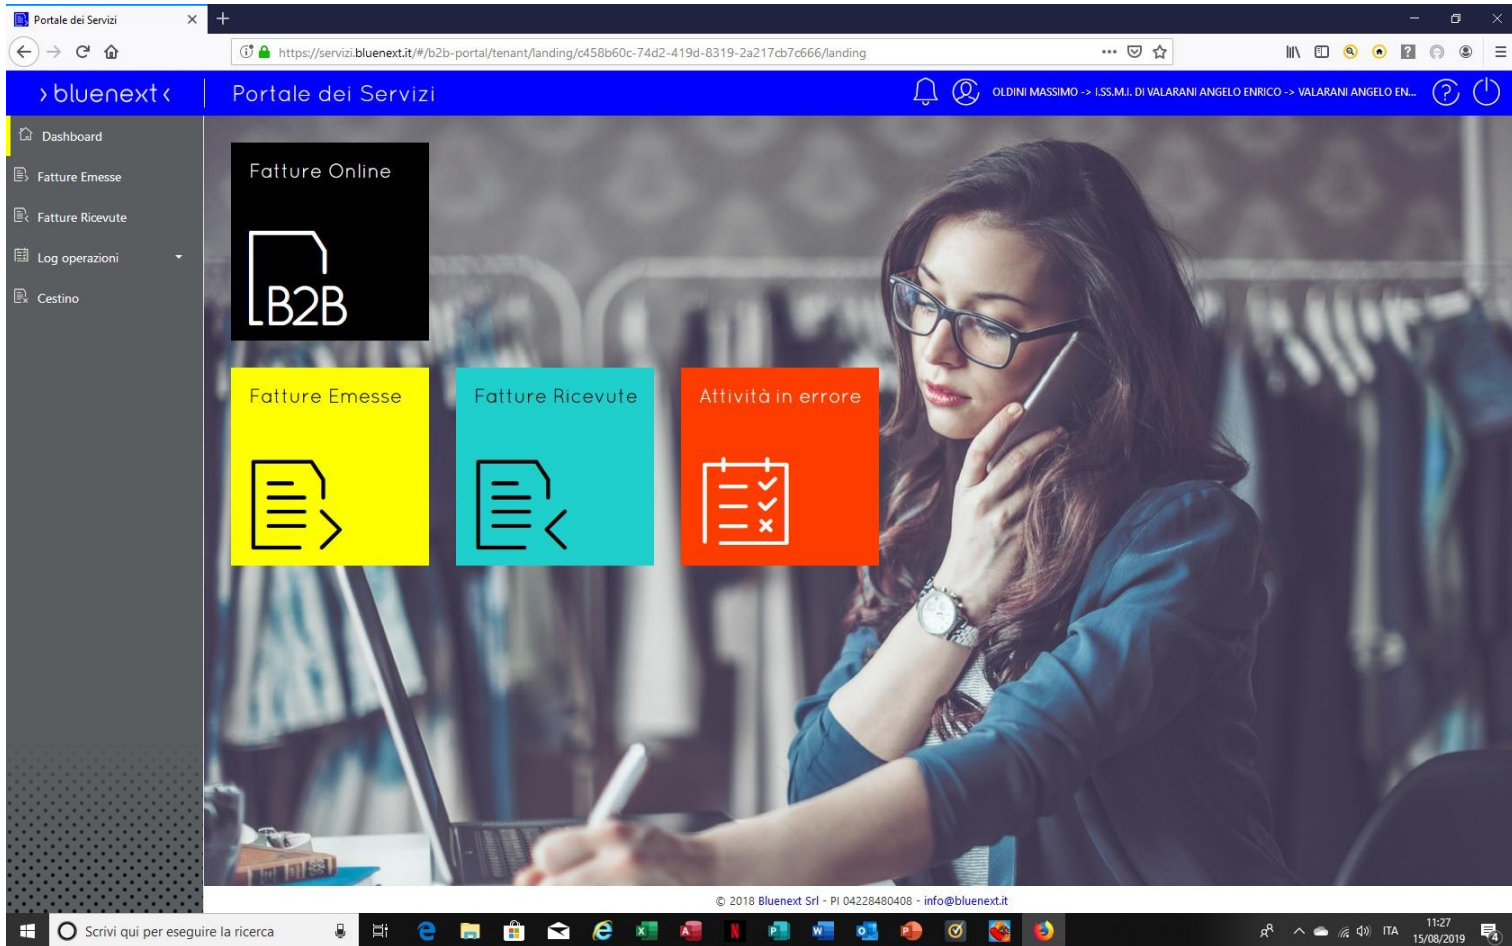 Portale dei Servizi
https://servizi.bluenext.it/#/b2b-portal/tenant/landing/c458b60c-74d2-419d-8319-2a217cb7c666/landing
›bluenext‹
Portale dei Servizi
OLDINI MASSIMO -> I.SS.M.I. DI VALARANI ANGELO ENRICO -> VALARANI ANGELO EN...
Dashboard
Fatture Emesse
Fatture Ricevute
Log operazioni
Cestino
Fatture Online
B2B
Fatture Emesse
Fatture Ricevute
Attività in errore
© 2018 Bluenext Srl - PI 04228480408 - info@bluenext.it
Scrivi qui per eseguire la ricerca
ITA
11:27
15/08/2019
4